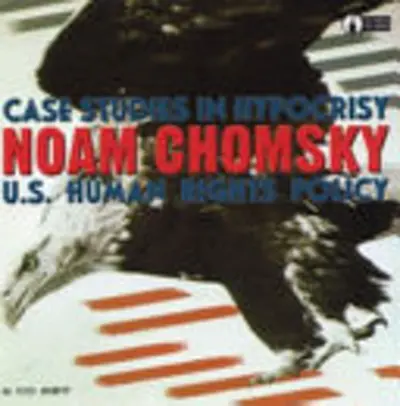 CASE STUDIES IN HYPOCRISY
NOAM CHOMSKY
U.S. HUMAN RIGHTS POLICY